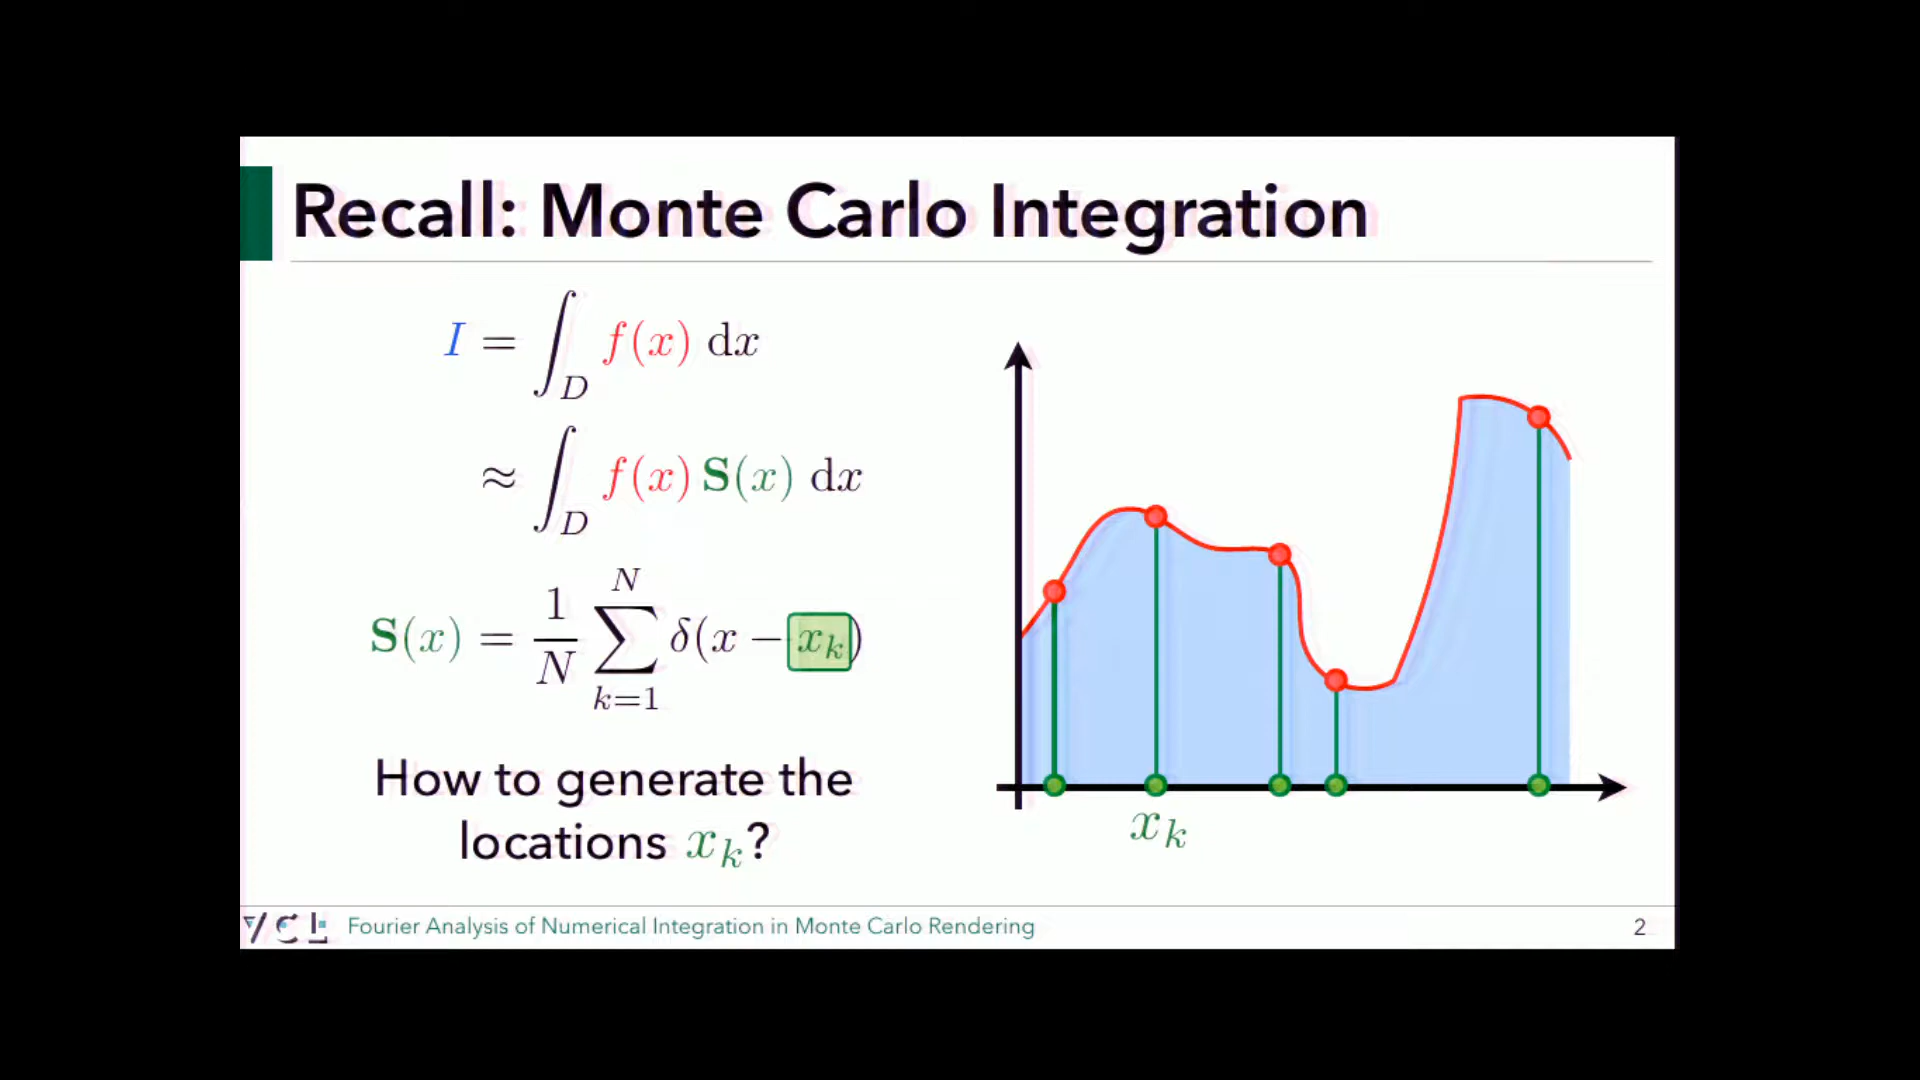 Recall: Monte Carlo Integration
I = ∫_D f(x) dx
≈ ∫_D f(x) S(x) dx
S(x) = 1/N ∑_{k=1}^{N} δ(x − x_k)
How to generate the
locations x_k?
x_k
VCL Fourier Analysis of Numerical Integration in Monte Carlo Rendering 2